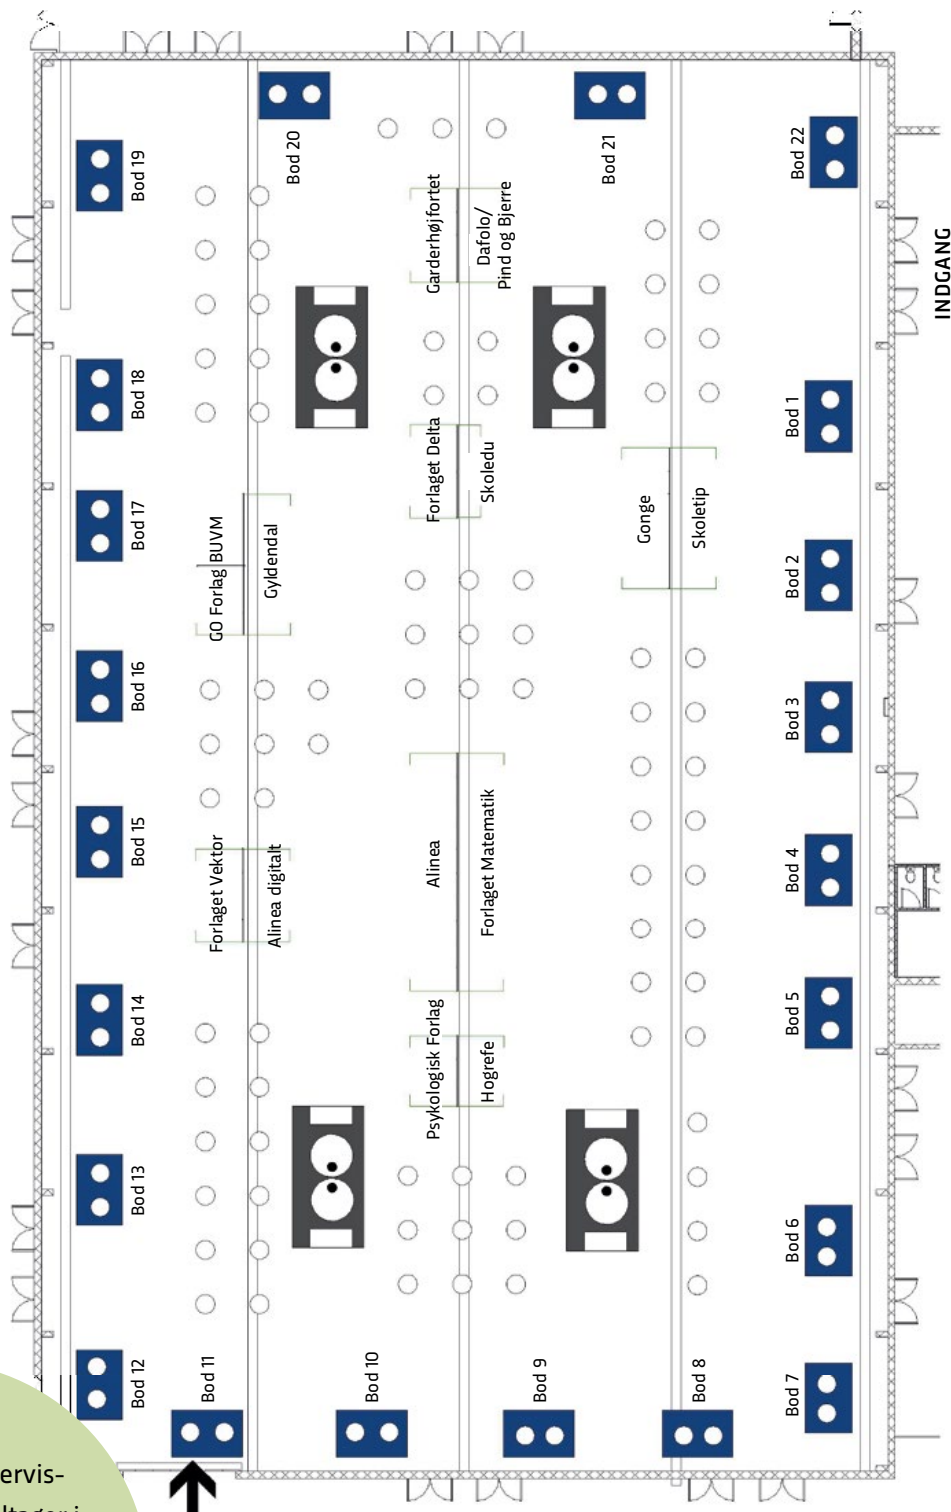 Bod 19
Bod 20
Bod 21
Bod 22
INDGANG
Garderhøjfortet
Dafolo/
Pind og Bjerre
Bod 18
Bod 17
Bod 1
Forlaget Delta
Skoledu
GO Forlag BUVM
Gyldendal
Gonge
Skoletip
Bod 2
Bod 16
Bod 3
Bod 15
Forlaget Vektor
Alinea digitalt
Alinea
Forlaget Matematik
Bod 4
Bod 14
Bod 5
Psykologisk Forlag
Hogrefe
Bod 13
Bod 6
Bod 12
Bod 11
Bod 10
Bod 9
Bod 8
Bod 7
ervis-